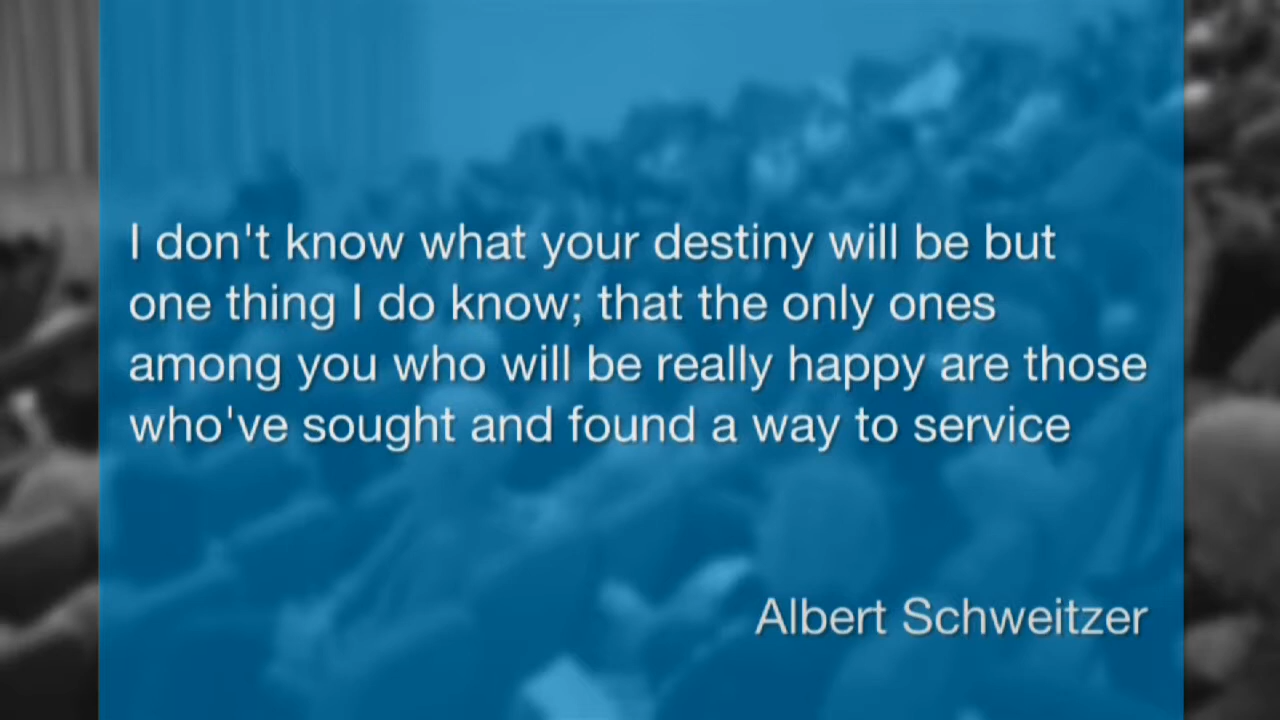 I don't know what your destiny will be but
one thing I do know; that the only ones
among you who will be really happy are those
who've sought and found a way to service
Albert Schweitzer